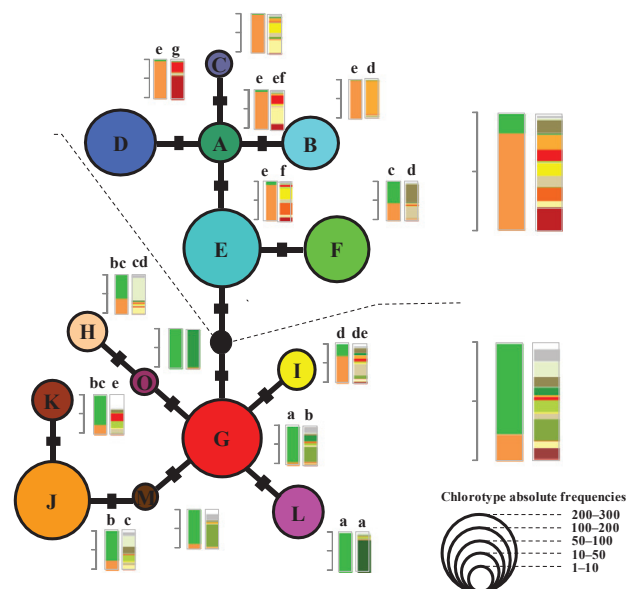 e g
C
e ef
e d
D
A
B
e f
c d
E
F
bc cd
H
O
d de
I
K
bc e
G
a b
J
M
L
b c
a a
Chlorotype absolute frequencies
200–300
100–200
50–100
10–50
1–10